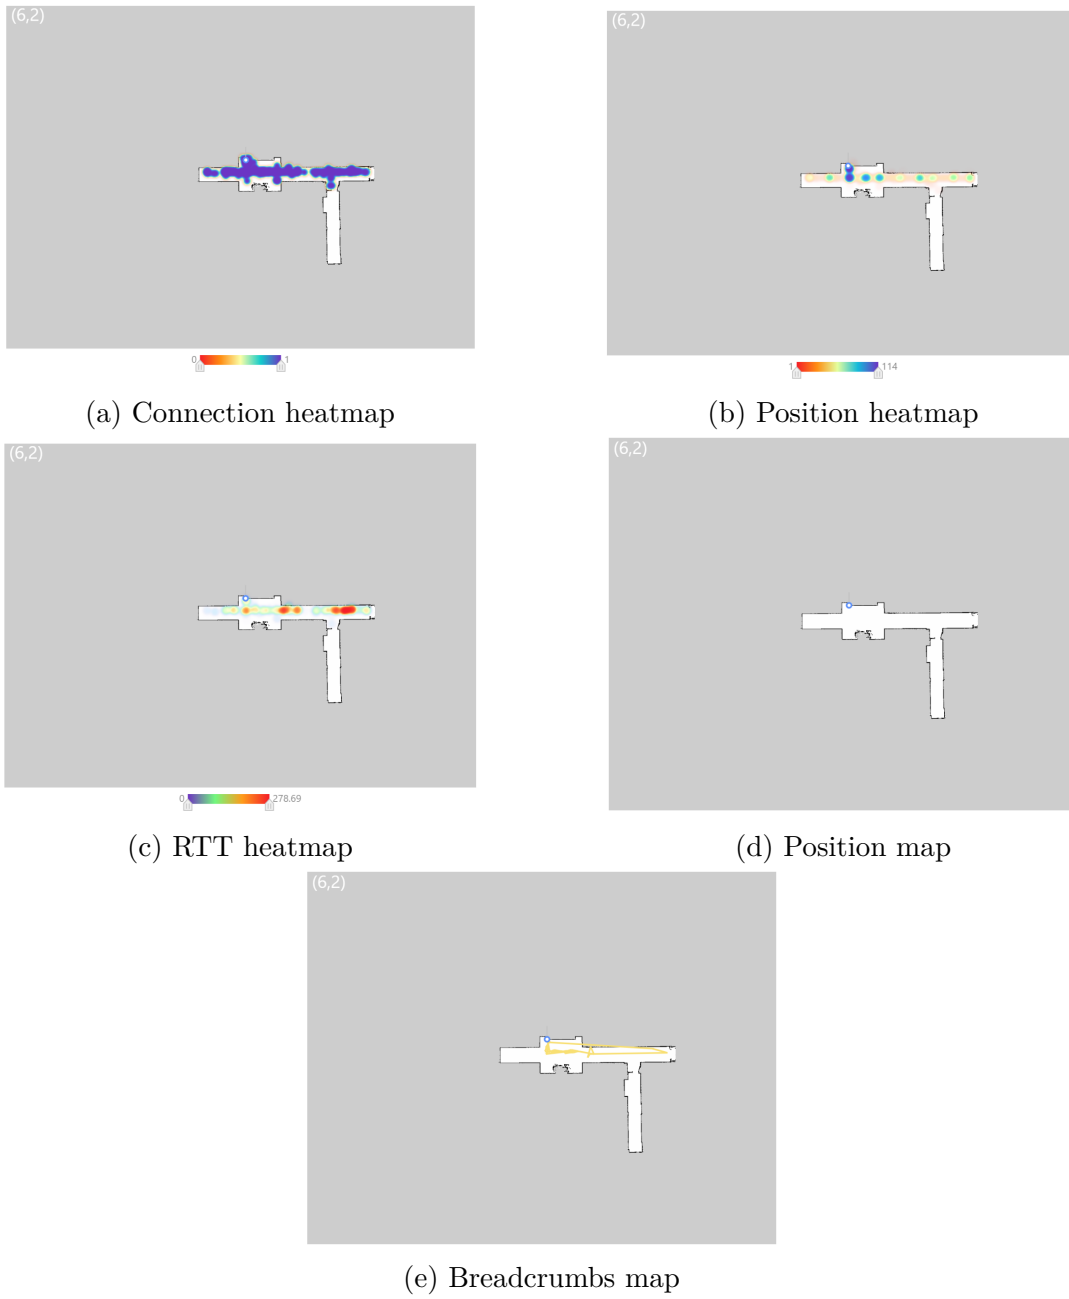 (6,2)
(6,2)
0 1
1 114
(a) Connection heatmap
(b) Position heatmap
(6,2)
(6,2)
0 278.69
(c) RTT heatmap
(d) Position map
(6,2)
(e) Breadcrumbs map